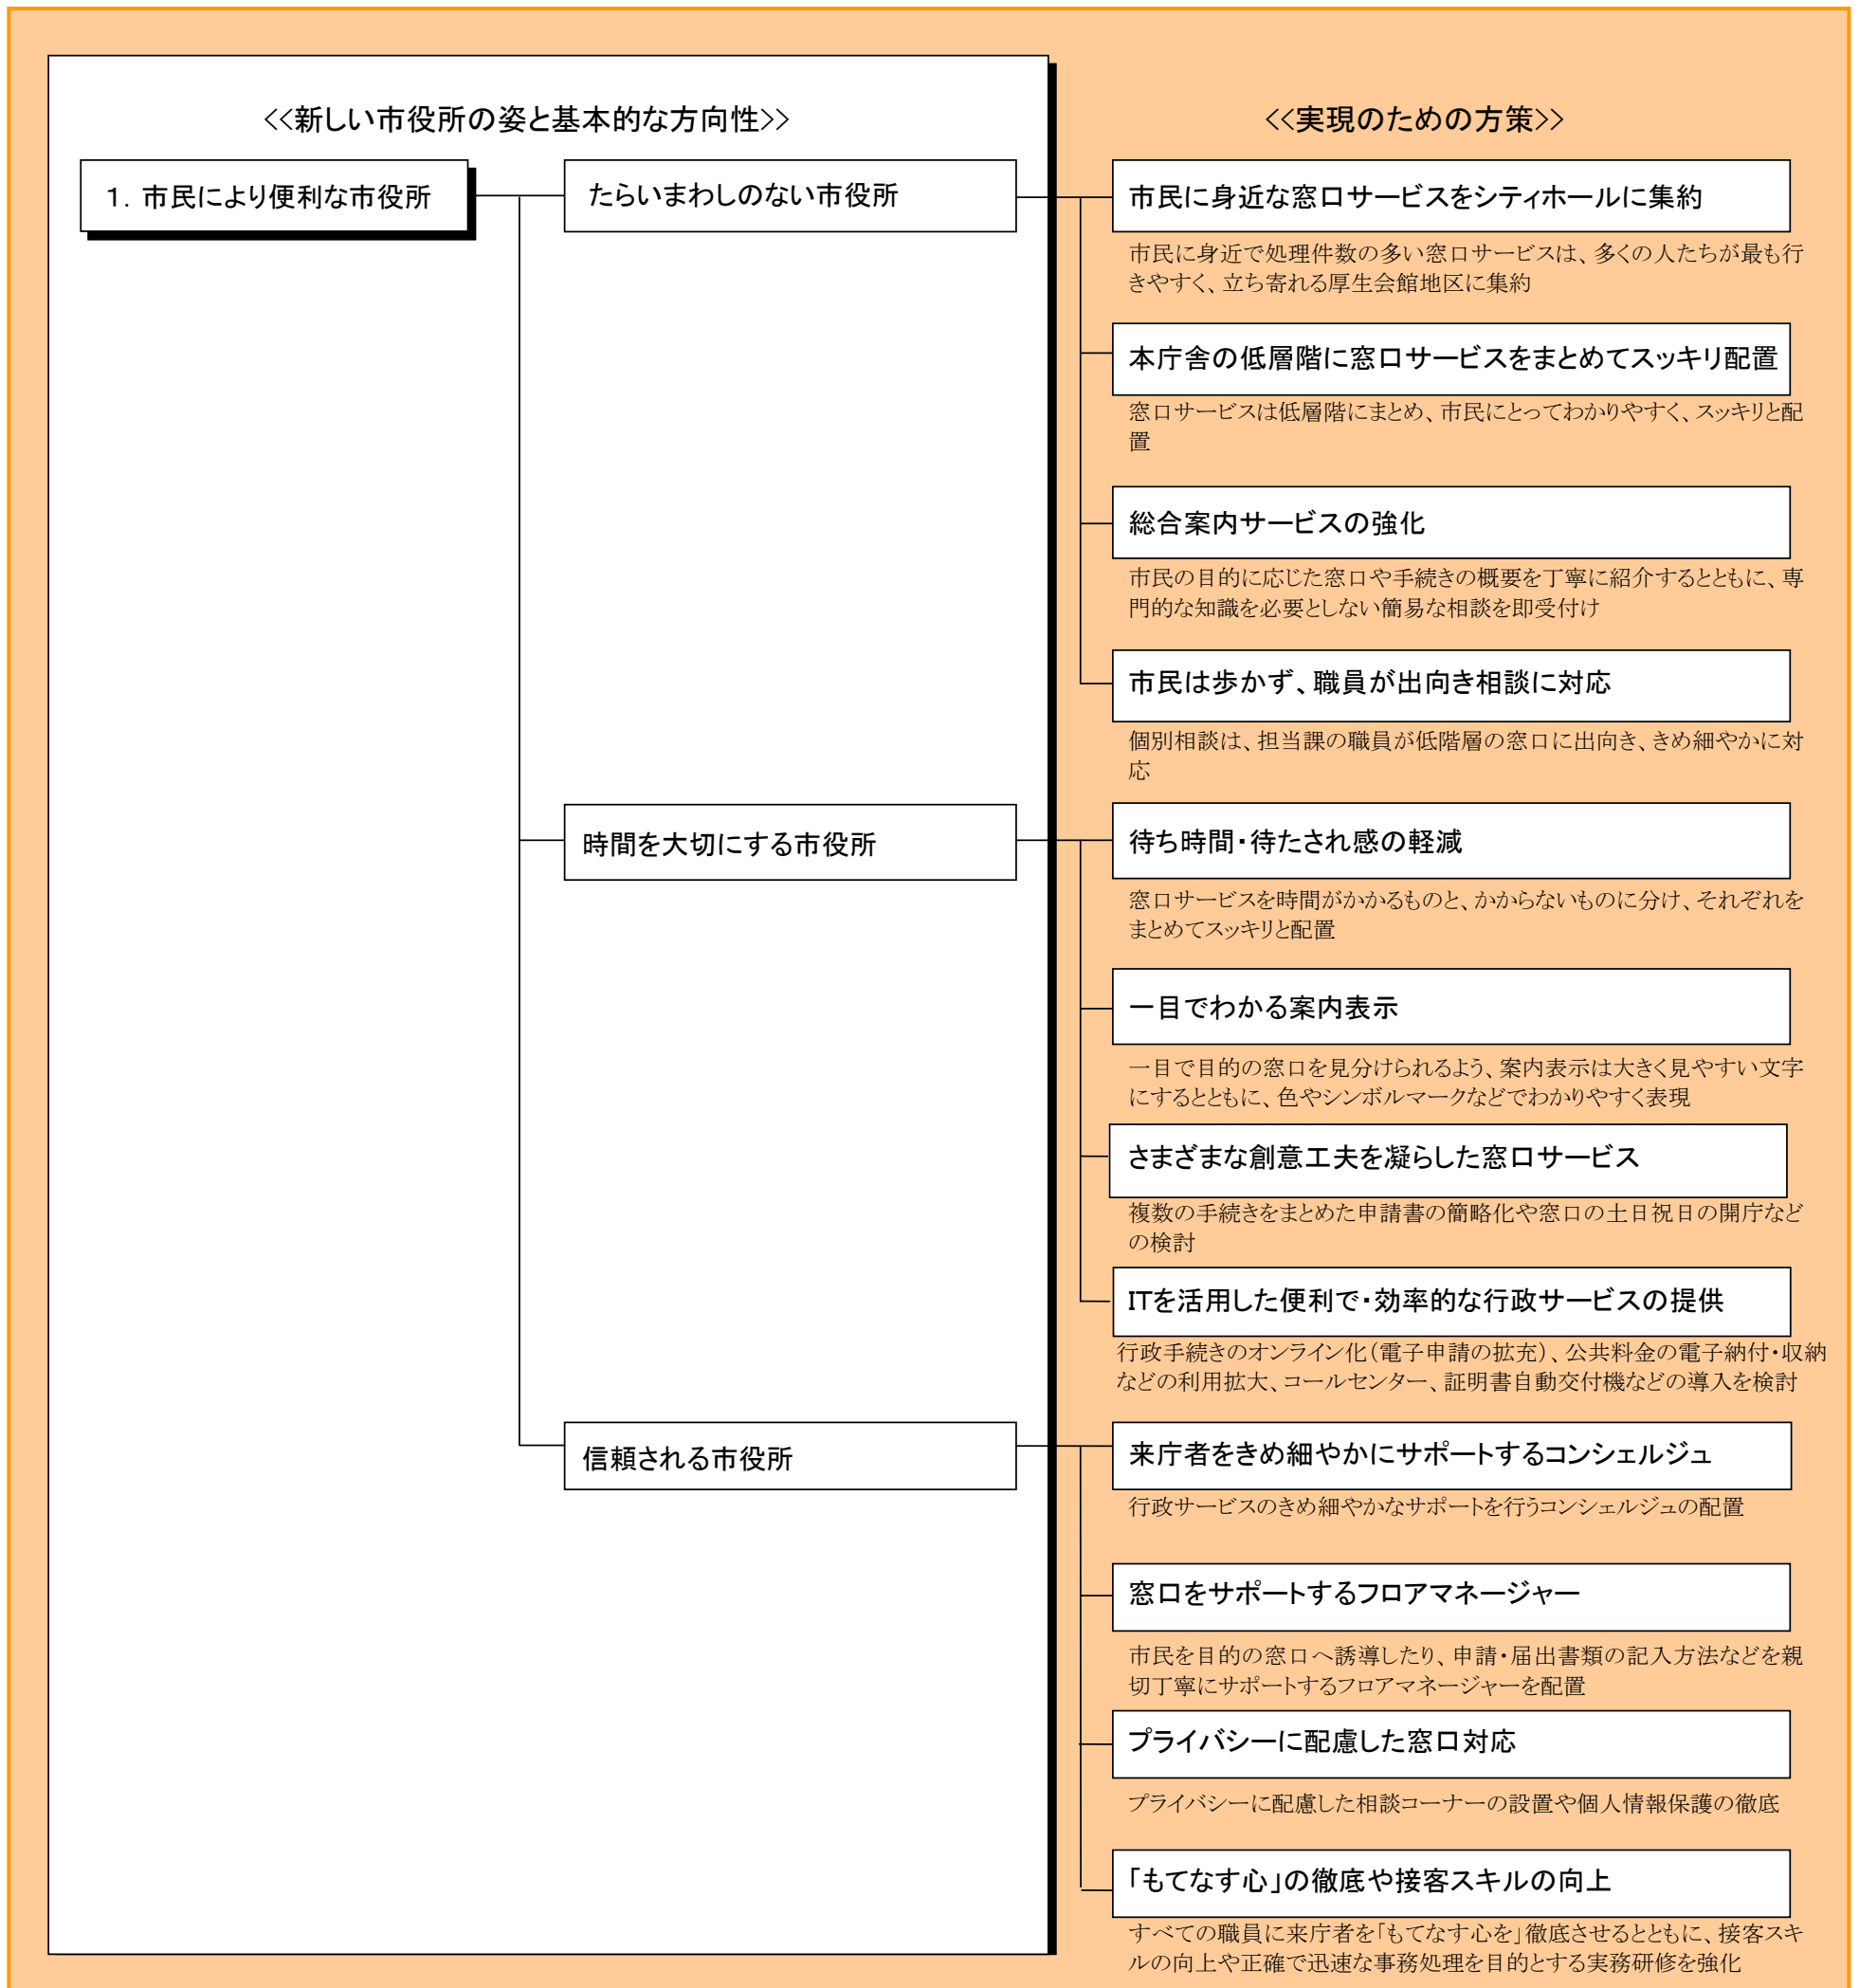 <<新しい市役所の姿と基本的な方向性>>
<<実現のための方策>>
1．市民により便利な市役所
たらいまわしのない市役所
市民に身近な窓口サービスをシティホールに集約
市民に身近で処理件数の多い窓口サービスは、多くの人たちが最も行
きやすく、立ち寄れる厚生会館地区に集約
本庁舎の低層階に窓口サービスをまとめてスッキリ配置
窓口サービスは低層階にまとめ、市民にとってわかりやすく、スッキリと配
置
総合案内サービスの強化
市民の目的に応じた窓口や手続きの概要を丁寧に紹介するとともに、専
門的な知識を必要としない簡易な相談を即受付け
市民は歩かず、職員が出向き相談に対応
個別相談は、担当課の職員が低階層の窓口に出向き、きめ細やかに対
応
時間を大切にする市役所
待ち時間・待たされ感の軽減
窓口サービスを時間がかかるものと、かからないものに分け、それぞれを
まとめてスッキリと配置
一目でわかる案内表示
一目で目的の窓口を見分けられるよう、案内表示は大きく見やすい文字
にするとともに、色やシンボルマークなどでわかりやすく表現
さまざまな創意工夫を凝らした窓口サービス
複数の手続きをまとめた申請書の簡略化や窓口の土日祝日の開庁など
の検討
ITを活用した便利で・効率的な行政サービスの提供
行政手続きのオンライン化（電子申請の拡充）、公共料金の電子納付・収納
などの利用拡大、コールセンター、証明書自動交付機などの導入を検討
信頼される市役所
来庁者をきめ細やかにサポートするコンシェルジュ
行政サービスのきめ細やかなサポートを行うコンシェルジュの配置
窓口をサポートするフロアマネージャー
市民を目的の窓口へ誘導したり、申請・届出書類の記入方法などを親
切丁寧にサポートするフロアマネージャーを配置
プライバシーに配慮した窓口対応
プライバシーに配慮した相談コーナーの設置や個人情報保護の徹底
「もてなす心」の徹底や接客スキルの向上
すべての職員に来庁者を「もてなす心を」徹底させるとともに、接客スキ
ルの向上や正確で迅速な事務処理を目的とする実務研修を強化